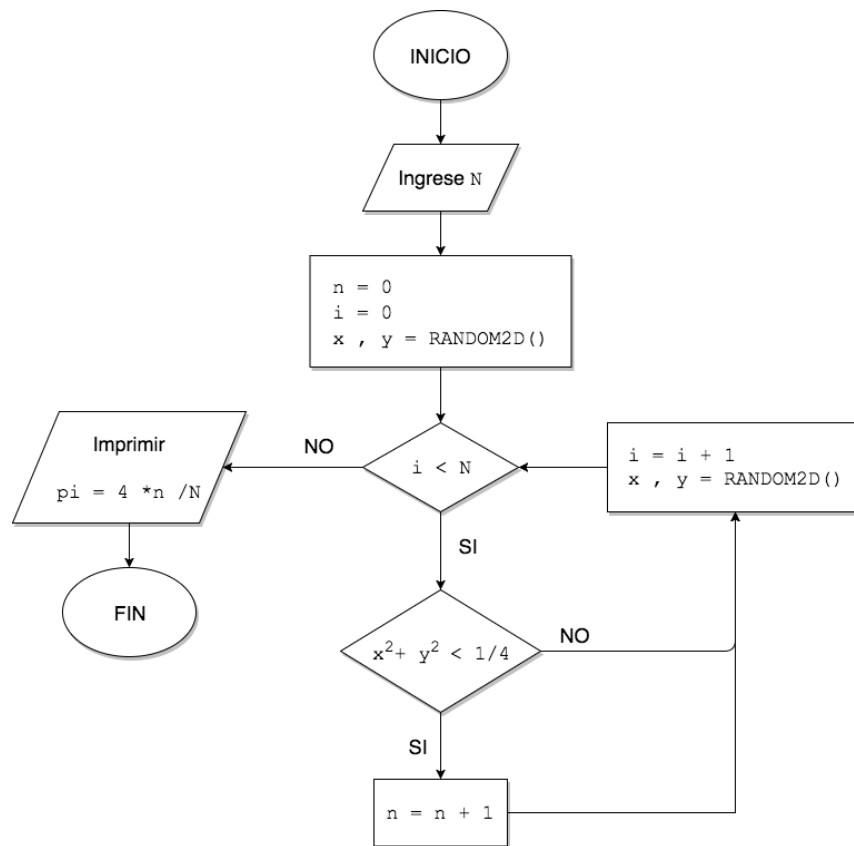 INICIO
Ingrese N
n = 0
i = 0
x , y = RANDOM2D()
i < N
NO
Imprimir
pi = 4 *n /N
FIN
SI
x²+ y² < 1/4
NO
i = i + 1
x , y = RANDOM2D()
SI
n = n + 1